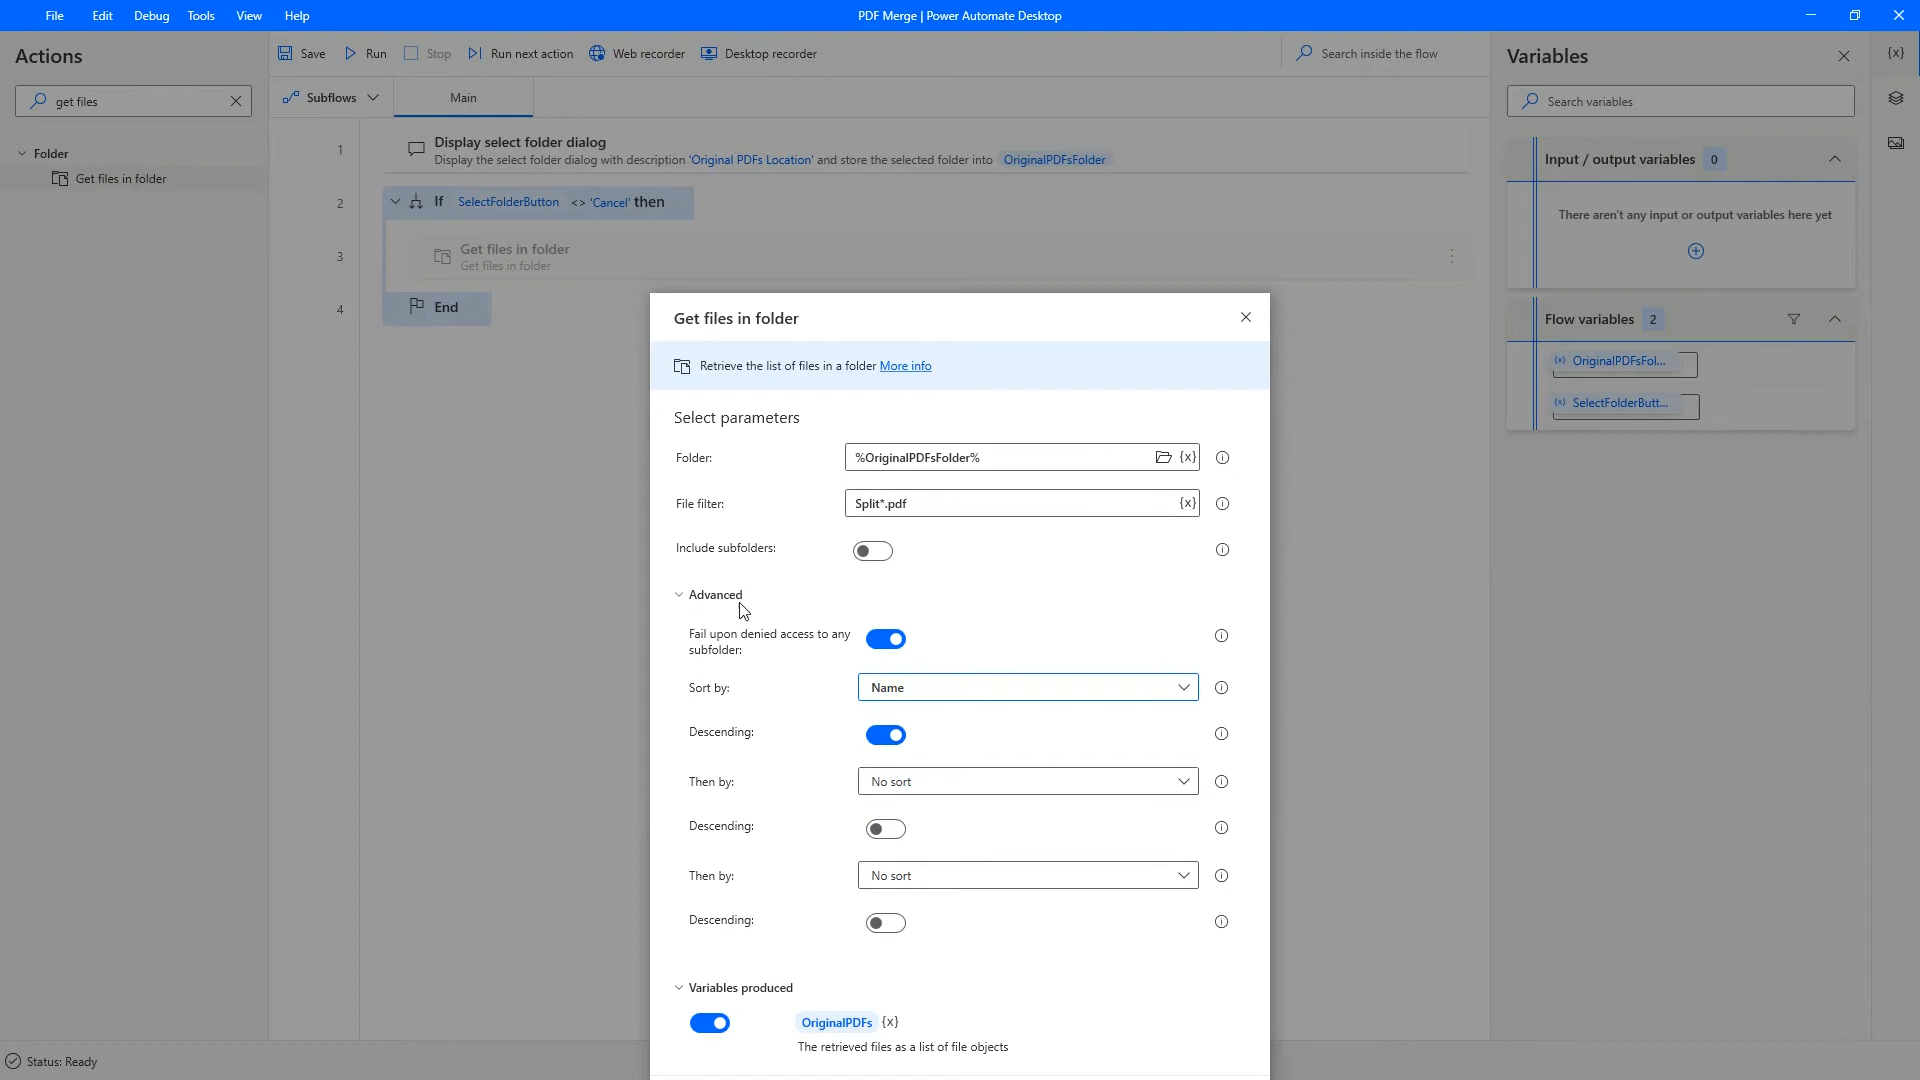 File Edit Debug Tools View Help PDF Merge | Power Automate Desktop
Actions
get files
Folder
Get files in folder
Status: Ready
Save Run Stop Run next action Web recorder Desktop recorder Search inside the flow
Subflows Main
1 Display select folder dialog
Display the select folder dialog with description 'Original PDFs Location' and store the selected folder into OriginalPDFsFolder
2 If SelectFolderButton <> 'Cancel' then
3 Get files in folder
Get files in folder
4 End
Get files in folder
Retrieve the list of files in a folder More info
Select parameters
Folder: %OriginalPDFsFolder% {x}
File filter: Split*.pdf {x}
Include subfolders:
Advanced
Fail upon denied access to any
subfolder:
Sort by: Name
Descending:
Then by: No sort
Descending:
Then by: No sort
Descending:
Variables produced
OriginalPDFs {x}
The retrieved files as a list of file objects
Variables {x}
Search variables
Input / output variables 0
There aren't any input or output variables here yet
Flow variables 2
(x) OriginalPDFsFol...
(x) SelectFolderButt...